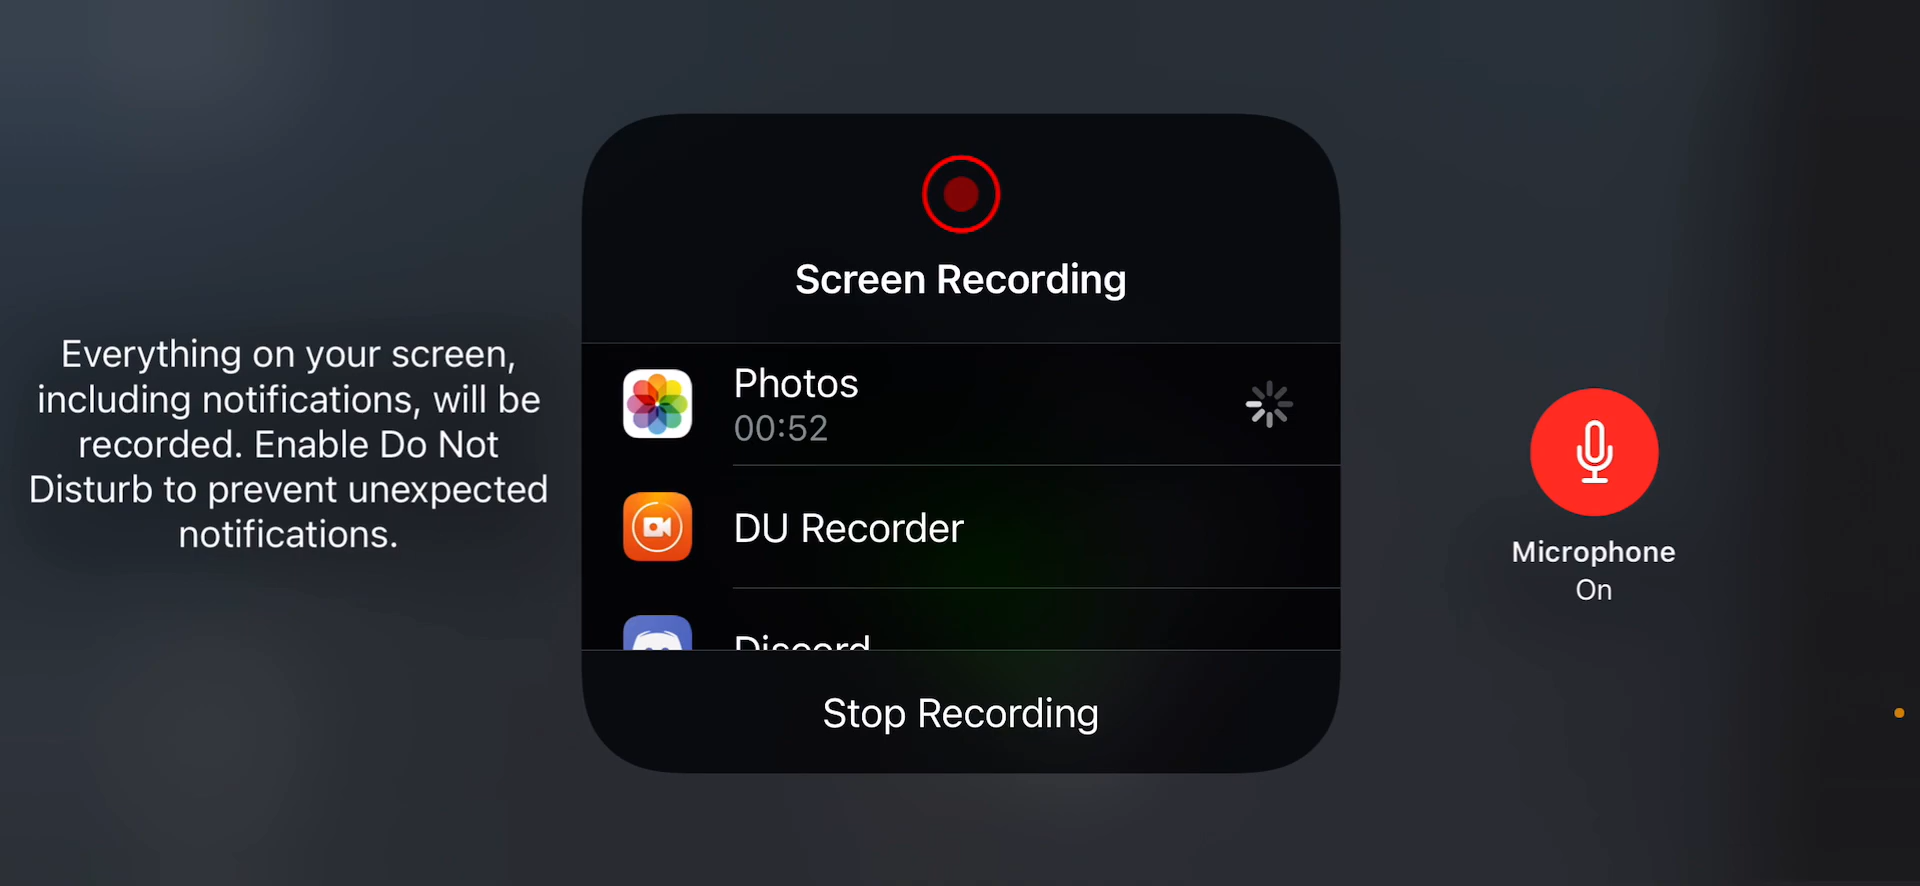 Everything on your screen,
including notifications, will be
recorded. Enable Do Not
Disturb to prevent unexpected
notifications.
Screen Recording
Photos
00:52
DU Recorder
Discord
Stop Recording
Microphone
On